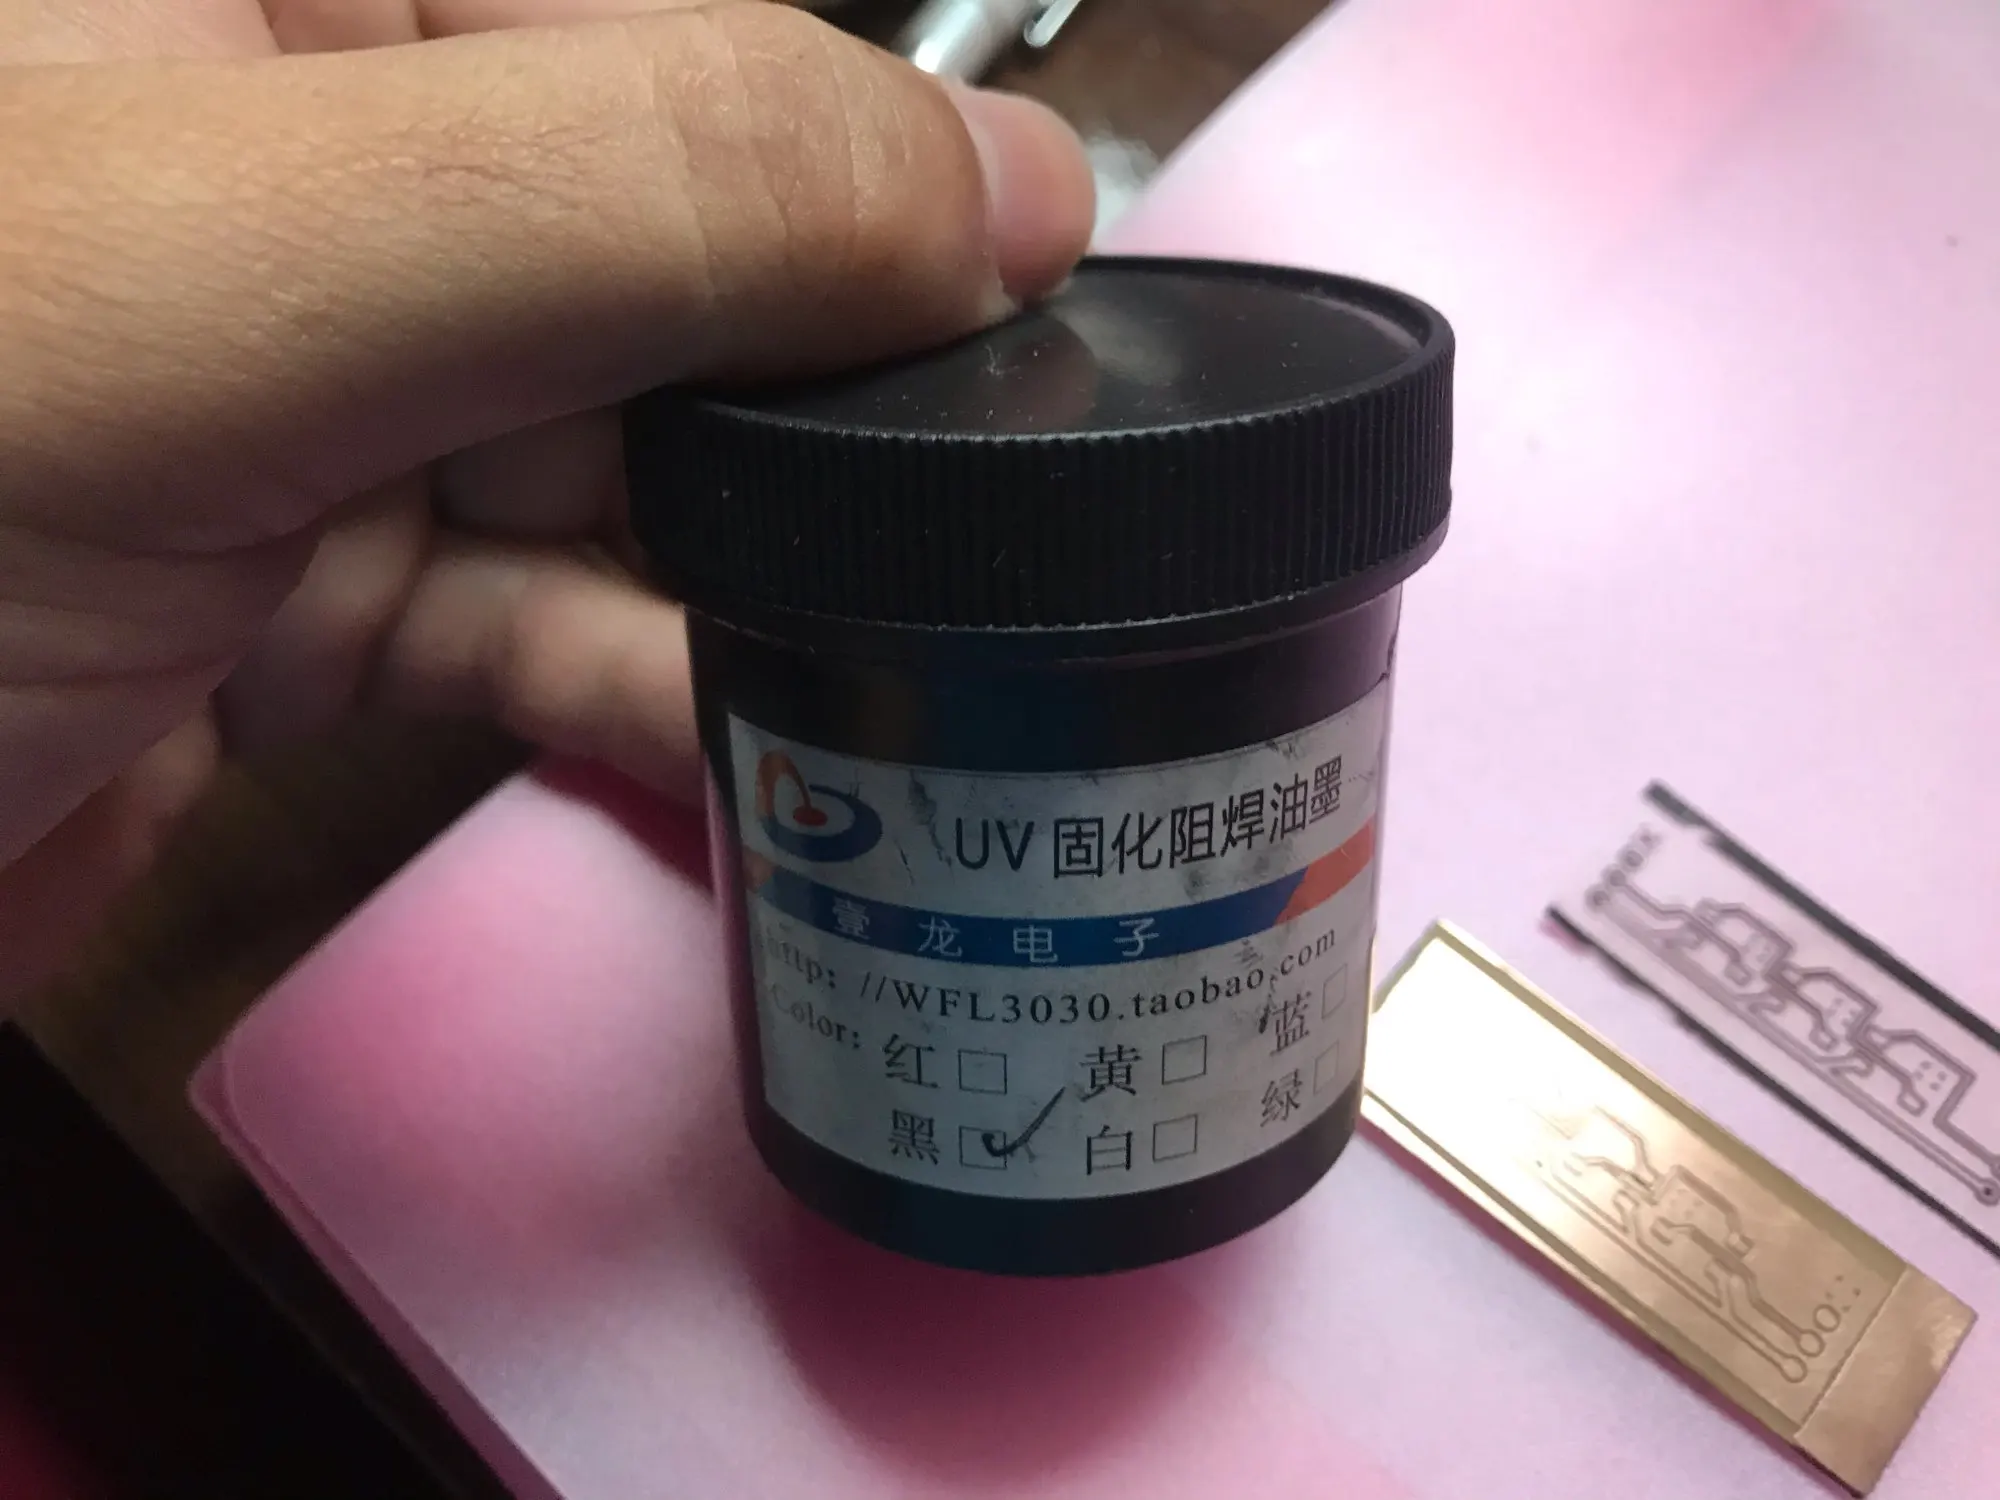 UV 固化阻焊油墨
壹龙电子
http: //WFL3030.taobao.com
Color: 红 □ 黄 □ 蓝 □
黑 ☑ 白 □ 绿 □